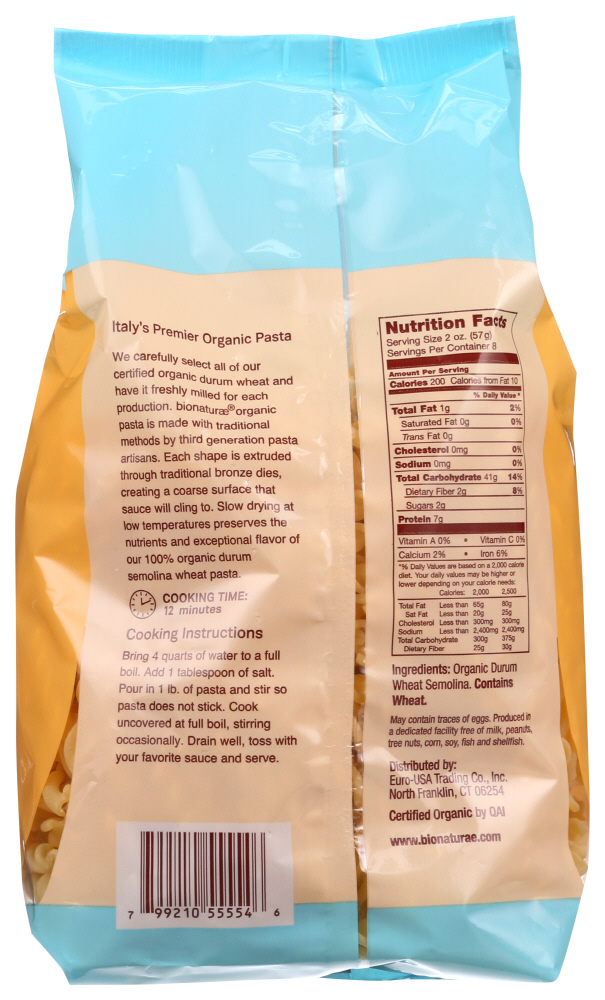 Italy's Premier Organic Pasta
We carefully select all of our
certified organic durum wheat and
have it freshly milled for each
production. bionaturæ® organic
pasta is made with traditional
methods by third generation pasta
artisans. Each shape is extruded
through traditional bronze dies,
creating a coarse surface that
sauce will cling to. Slow drying at
low temperatures preserves the
nutrients and exceptional flavor of
our 100% organic durum
semolina wheat pasta.
COOKING TIME:
12 minutes
Cooking Instructions
Bring 4 quarts of water to a full
boil. Add 1 tablespoon of salt.
Pour in 1 lb. of pasta and stir so
pasta does not stick. Cook
uncovered at full boil, stirring
occasionally. Drain well, toss with
your favorite sauce and serve.
7 99210 55554 6
Nutrition Facts
Serving Size 2 oz. (57g)
Servings Per Container 8
Amount Per Serving
Calories 200 Calories from Fat 10
% Daily Value*
Total Fat 1g 2%
Saturated Fat 0g 0%
Trans Fat 0g
Cholesterol 0mg 0%
Sodium 0mg 0%
Total Carbohydrate 41g 14%
Dietary Fiber 2g 8%
Sugars 2g
Protein 7g
Vitamin A 0% • Vitamin C 0%
Calcium 2% • Iron 6%
*% Daily Values are based on a 2,000 calorie
diet. Your daily values may be higher or
lower depending on your calorie needs:
Calories: 2,000 2,500
Total Fat Less than 65g 80g
Sat Fat Less than 20g 25g
Cholesterol Less than 300mg 300mg
Sodium Less than 2,400mg 2,400mg
Total Carbohydrate 300g 375g
Dietary Fiber 25g 30g
Ingredients: Organic Durum
Wheat Semolina. Contains
Wheat.
May contain traces of eggs. Produced in
a dedicated facility free of milk, peanuts,
tree nuts, corn, soy, fish and shellfish.
Distributed by:
Euro-USA Trading Co., Inc.
North Franklin, CT 06254
Certified Organic by QAI
www.bionaturae.com